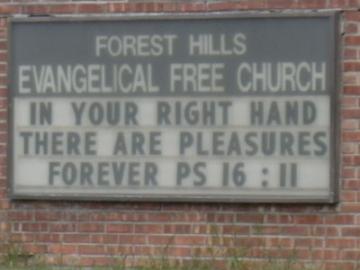 FOREST HILLS
EVANGELICAL FREE CHURCH
IN YOUR RIGHT HAND
THERE ARE PLEASURES
FOREVER PS 16 : 11